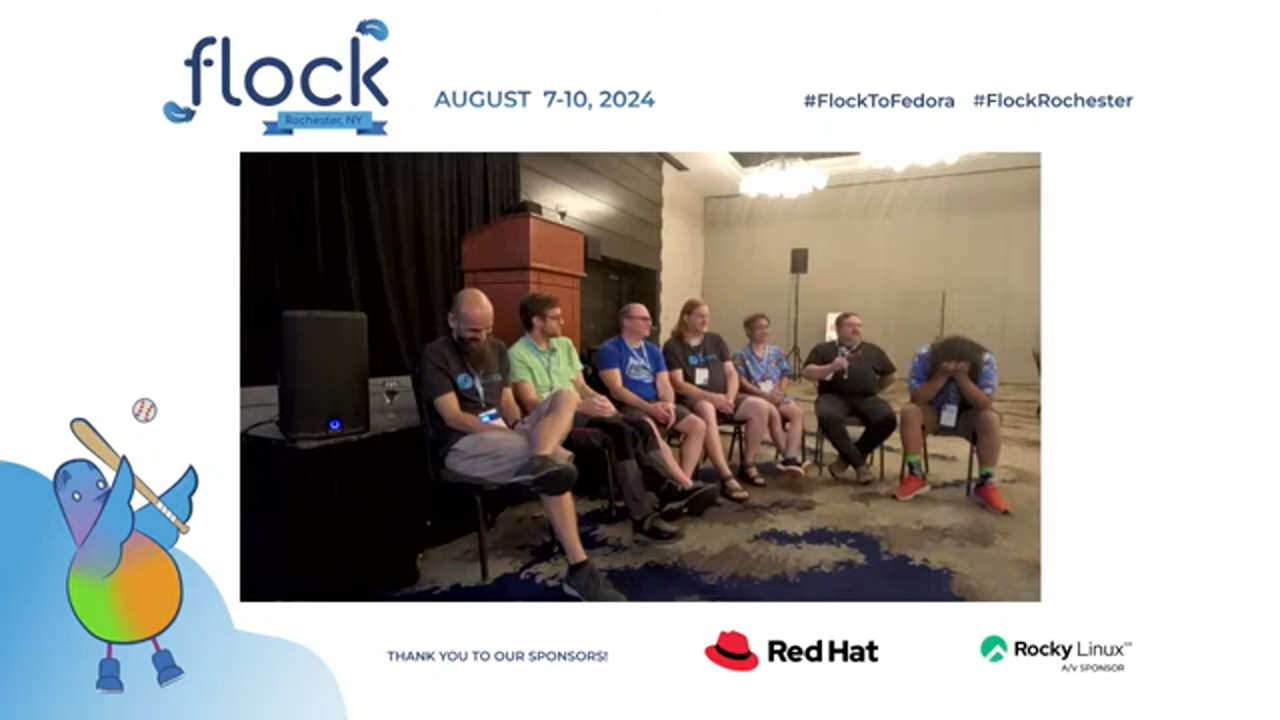 flock
Rochester, NY
AUGUST 7-10, 2024
#FlockToFedora #FlockRochester
THANK YOU TO OUR SPONSORS!
Red Hat
Rocky Linux
A/V SPONSOR